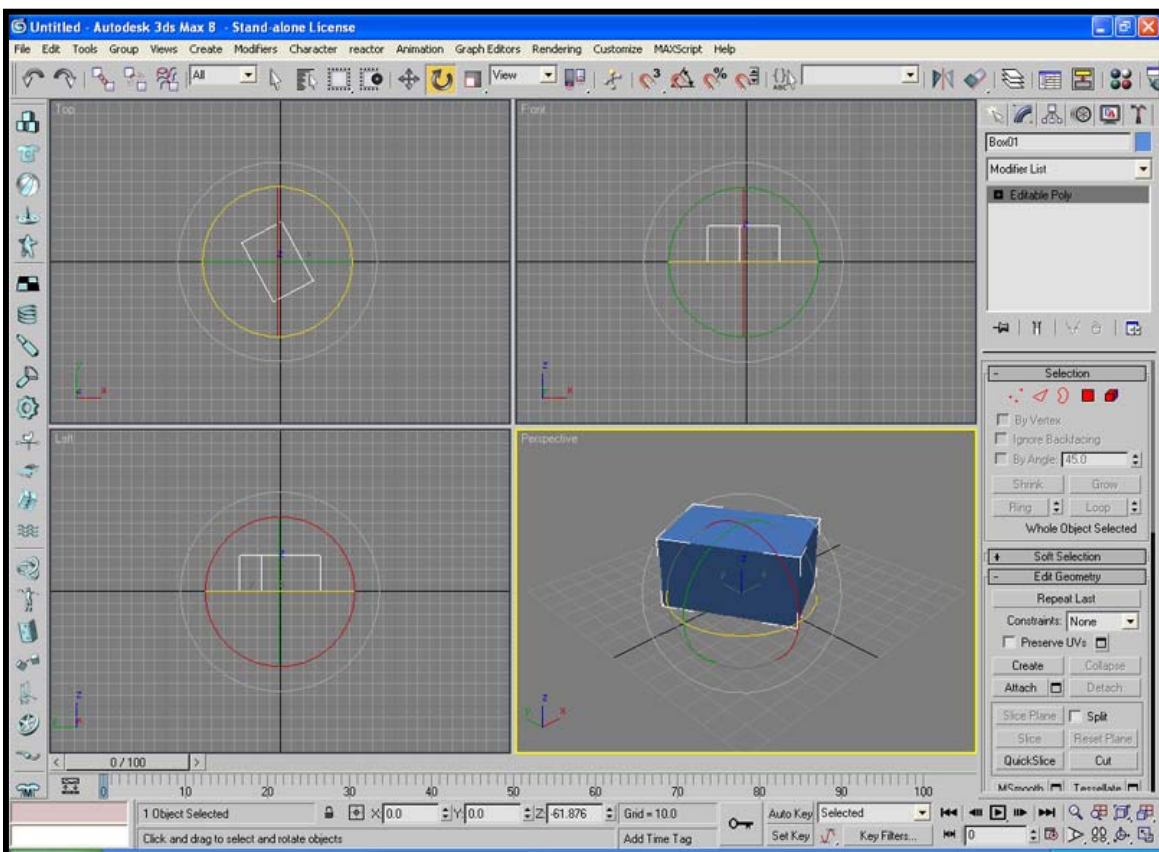 Untitled - Autodesk 3ds Max 8 - Stand-alone License
File Edit Tools Group Views Create Modifiers Character reactor Animation Graph Editors Rendering Customize MAXScript Help
All View 3 % ABC
Top Front
Box01
Modifier List
Editable Poly
Selection
By Vertex
Ignore Backfacing
By Angle: 45.0
Shrink Grow
Ring Loop
Whole Object Selected
Soft Selection
Edit Geometry
Repeat Last
Constraints: None
Preserve UVs
Create Collapse
Attach Detach
Slice Plane Split
Slice Reset Plane
QuickSlice Cut
MSmooth Tessellate
Left Perspective
z y x
0 / 100
0 10 20 30 40 50 60 70 80 90 100
1 Object Selected X: 0.0 Y: 0.0 Z: -61.876 Grid = 10.0 Auto Key Selected
Click and drag to select and rotate objects Add Time Tag Set Key Key Filters... 0